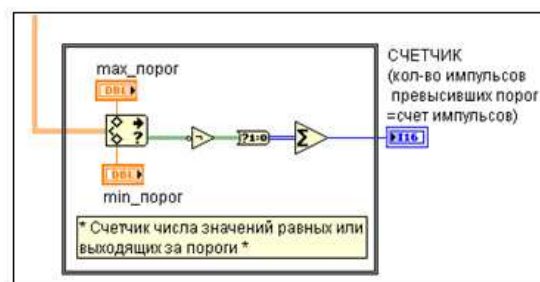 СЧЕТЧИК
(кол-во импульсов
превысивших порог
=счет импульсов)
I16
max_порог
DBL
?
?1:0
Σ
DBL
min_порог
* Счетчик числа значений равных или
выходящих за пороги *